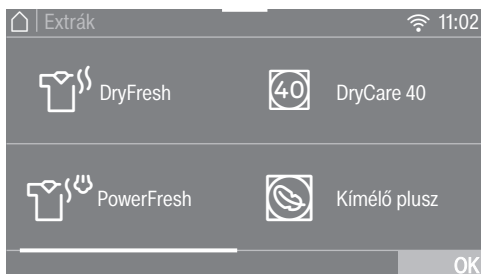 Extrák 11:02
DryFresh
40 DryCare 40
PowerFresh
Kímélő plusz
OK